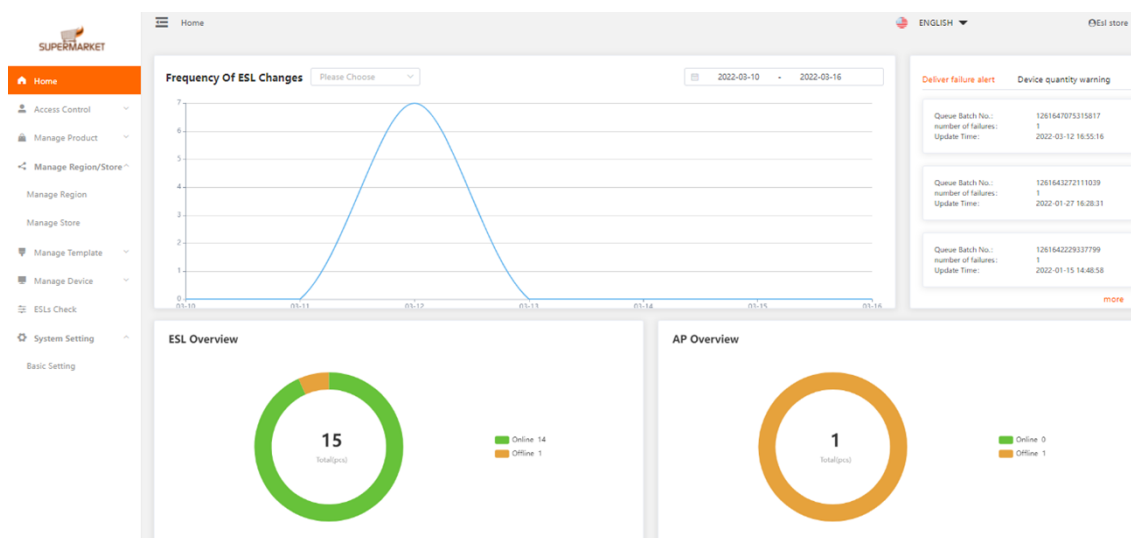 SUPERMARKET
Home
Access Control
Manage Product
Manage Region/Store
Manage Region
Manage Store
Manage Template
Manage Device
ESLs Check
System Setting
Basic Setting
Home
ENGLISH
Esl store
Frequency Of ESL Changes
Please Choose
2022-03-10 - 2022-03-16
7
6
5
4
3
2
1
0
03-10 03-11 03-12 03-13 03-14 03-15 03-16
Deliver failure alert Device quantity warning
Queue Batch No.: 1261647075315817
number of failures: 1
Update Time: 2022-03-12 16:55:16
Queue Batch No.: 1261643272111039
number of failures: 1
Update Time: 2022-01-27 16:28:31
Queue Batch No.: 1261642229337799
number of failures: 1
Update Time: 2022-01-15 14:48:58
more
ESL Overview
15
Total(pcs)
Online 14
Offline 1
AP Overview
1
Total(pcs)
Online 0
Offline 1